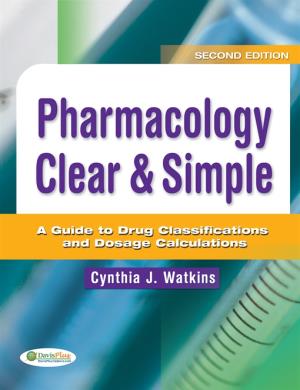 SECOND EDITION
Pharmacology
Clear & Simple
A Guide to Drug Classifications
and Dosage Calculations
Cynthia J. Watkins
DavisPlus